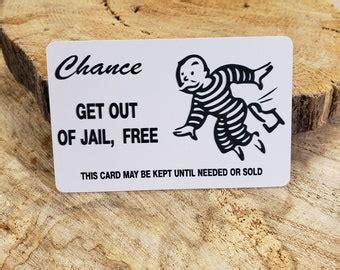 Chance
GET OUT
OF JAIL, FREE
THIS CARD MAY BE KEPT UNTIL NEEDED OR SOLD